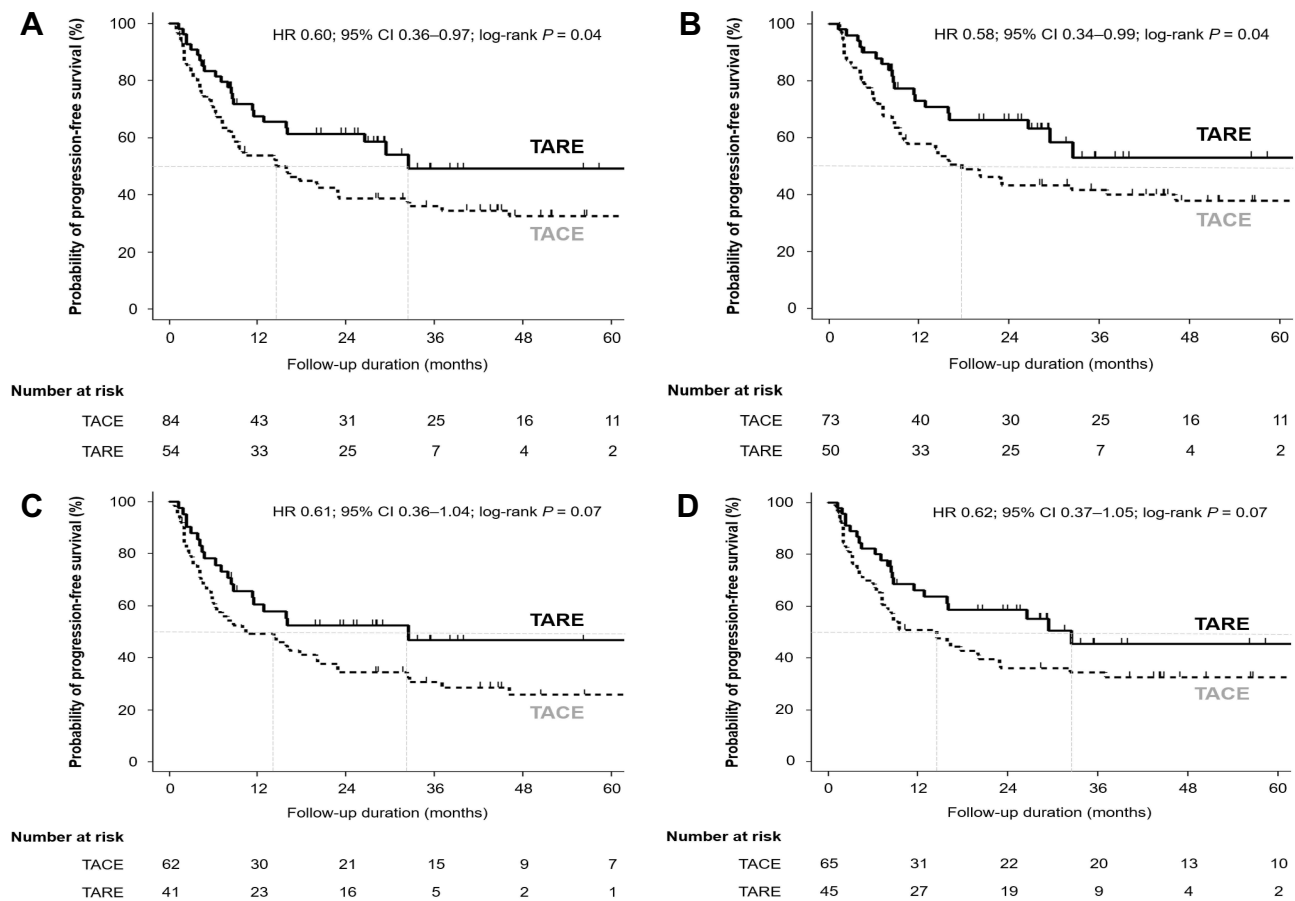 A
Probability of progression-free survival (%)
HR 0.60; 95% CI 0.36–0.97; log-rank P = 0.04
100
80
60
40
20
0
TARE
TACE
0 12 24 36 48 60
Follow-up duration (months)
Number at risk
TACE 84 43 31 25 16 11
TARE 54 33 25 7 4 2
B
Probability of progression-free survival (%)
HR 0.58; 95% CI 0.34–0.99; log-rank P = 0.04
100
80
60
40
20
0
TARE
TACE
0 12 24 36 48 60
Follow-up duration (months)
Number at risk
TACE 73 40 30 25 16 11
TARE 50 33 25 7 4 2
C
Probability of progression-free survival (%)
HR 0.61; 95% CI 0.36–1.04; log-rank P = 0.07
100
80
60
40
20
0
TARE
TACE
0 12 24 36 48 60
Follow-up duration (months)
Number at risk
TACE 62 30 21 15 9 7
TARE 41 23 16 5 2 1
D
Probability of progression-free survival (%)
HR 0.62; 95% CI 0.37–1.05; log-rank P = 0.07
100
80
60
40
20
0
TARE
TACE
0 12 24 36 48 60
Follow-up duration (months)
Number at risk
TACE 65 31 22 20 13 10
TARE 45 27 19 9 4 2